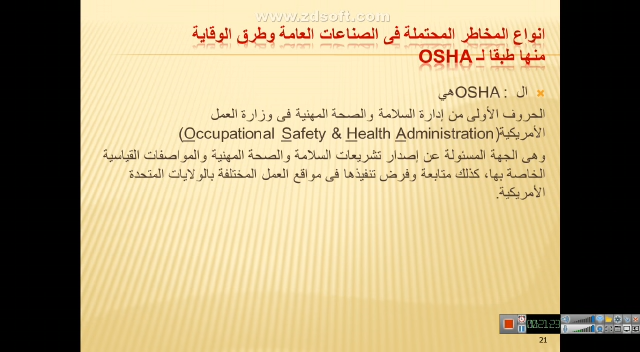 www.zdsoft.com
انواع المخاطر المحتملة فى الصناعات العامة وطرق الوقاية
منها طبقا لـ OSHA
ال OSHA : هي
الحروف الأولى من إدارة السلامة والصحة المهنية فى وزارة العمل
الأمريكية(Occupational Safety & Health Administration)
وهى الجهة المسئولة عن إصدار تشريعات السلامة والصحة المهنية والمواصفات القياسية
الخاصة بها، كذلك متابعة وفرض تنفيذها فى مواقع العمل المختلفة بالولايات المتحدة
الأمريكية.
00:21:23
21